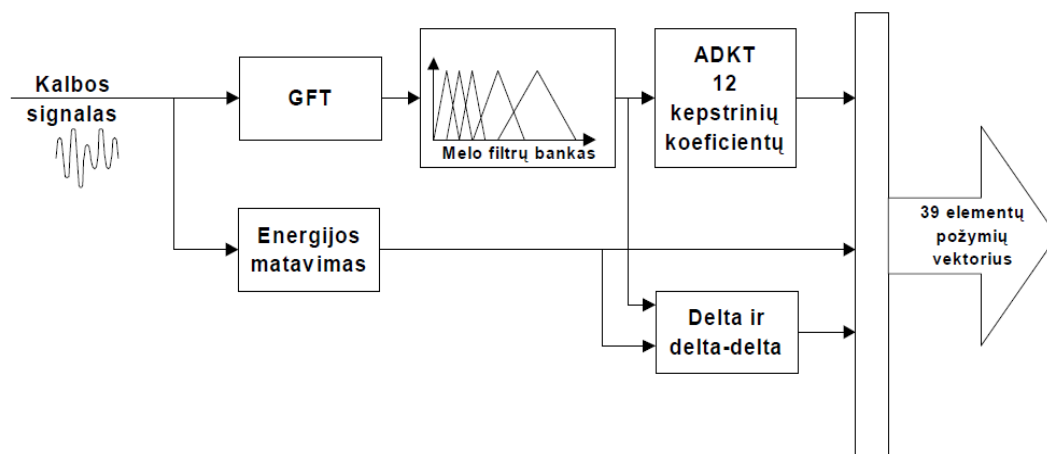 Kalbos
signalas
GFT
Melo filtrų bankas
ADKT
12
kepstrinių
koeficientų
Energijos
matavimas
Delta ir
delta-delta
39 elementų
požymių
vektorius